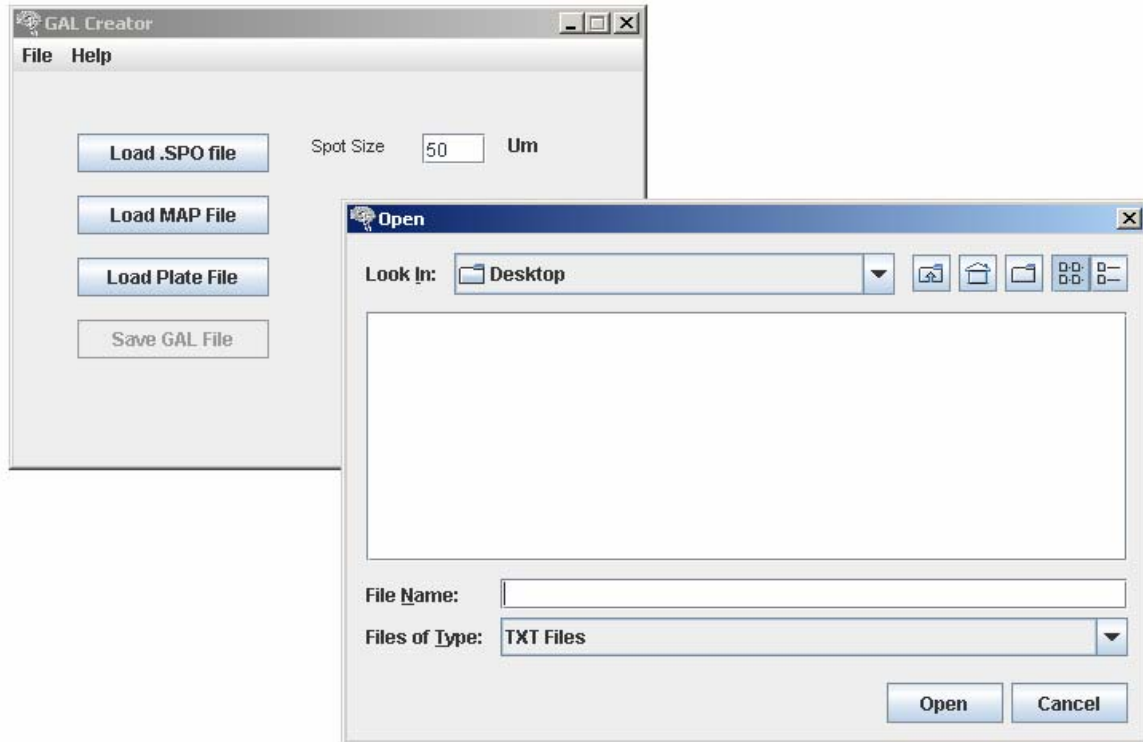 GAL Creator
File Help
Load .SPO file
Spot Size 50 Um
Load MAP File
Load Plate File
Save GAL File
Open
Look In: Desktop
File Name:
Files of Type: TXT Files
Open Cancel